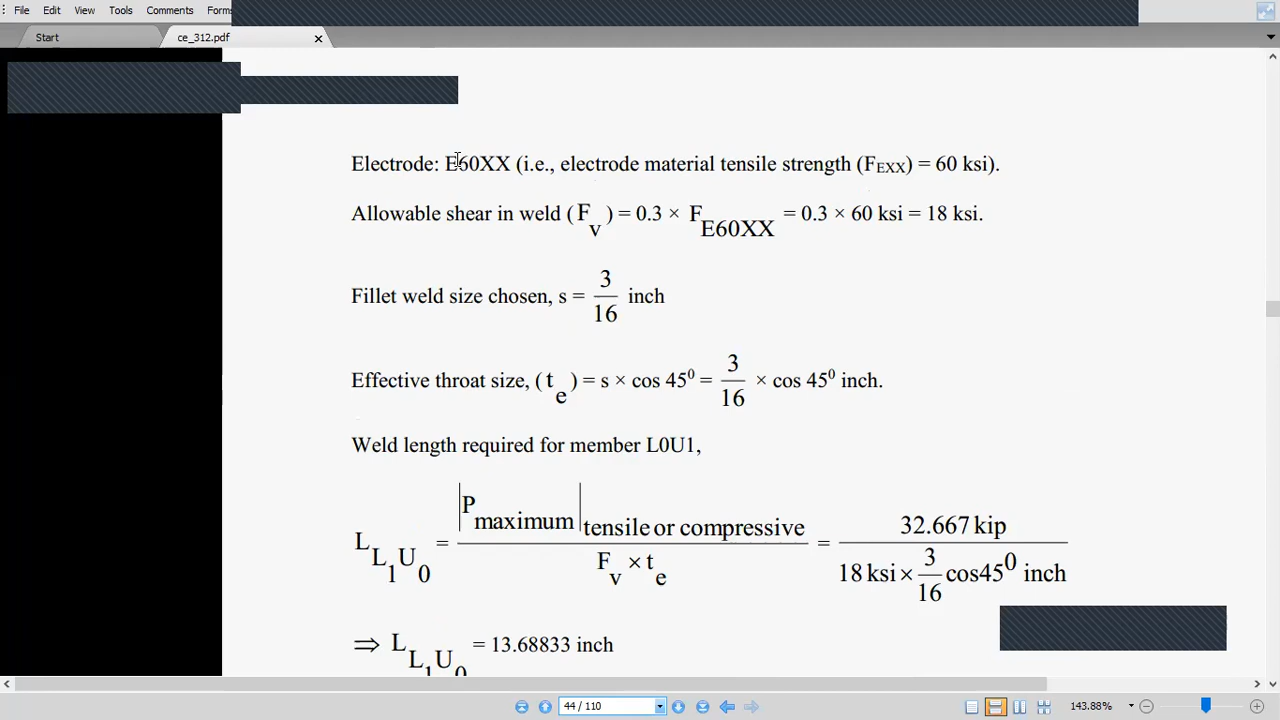 File Edit View Tools Comments Forms
Start ce_312.pdf
Electrode: E60XX (i.e., electrode material tensile strength (FEXX) = 60 ksi).
Allowable shear in weld (Fv) = 0.3 × FE60XX = 0.3 × 60 ksi = 18 ksi.
Fillet weld size chosen, s = 3/16 inch
Effective throat size, (te) = s × cos 45⁰ = 3/16 × cos 45⁰ inch.
Weld length required for member L0U1,
LL1U0 = |Pmaximum|tensile or compressive / Fv × te = 32.667 kip / 18 ksi × 3/16 cos45⁰ inch
⇒ LL1U0 = 13.68833 inch
44 / 110 143.88%